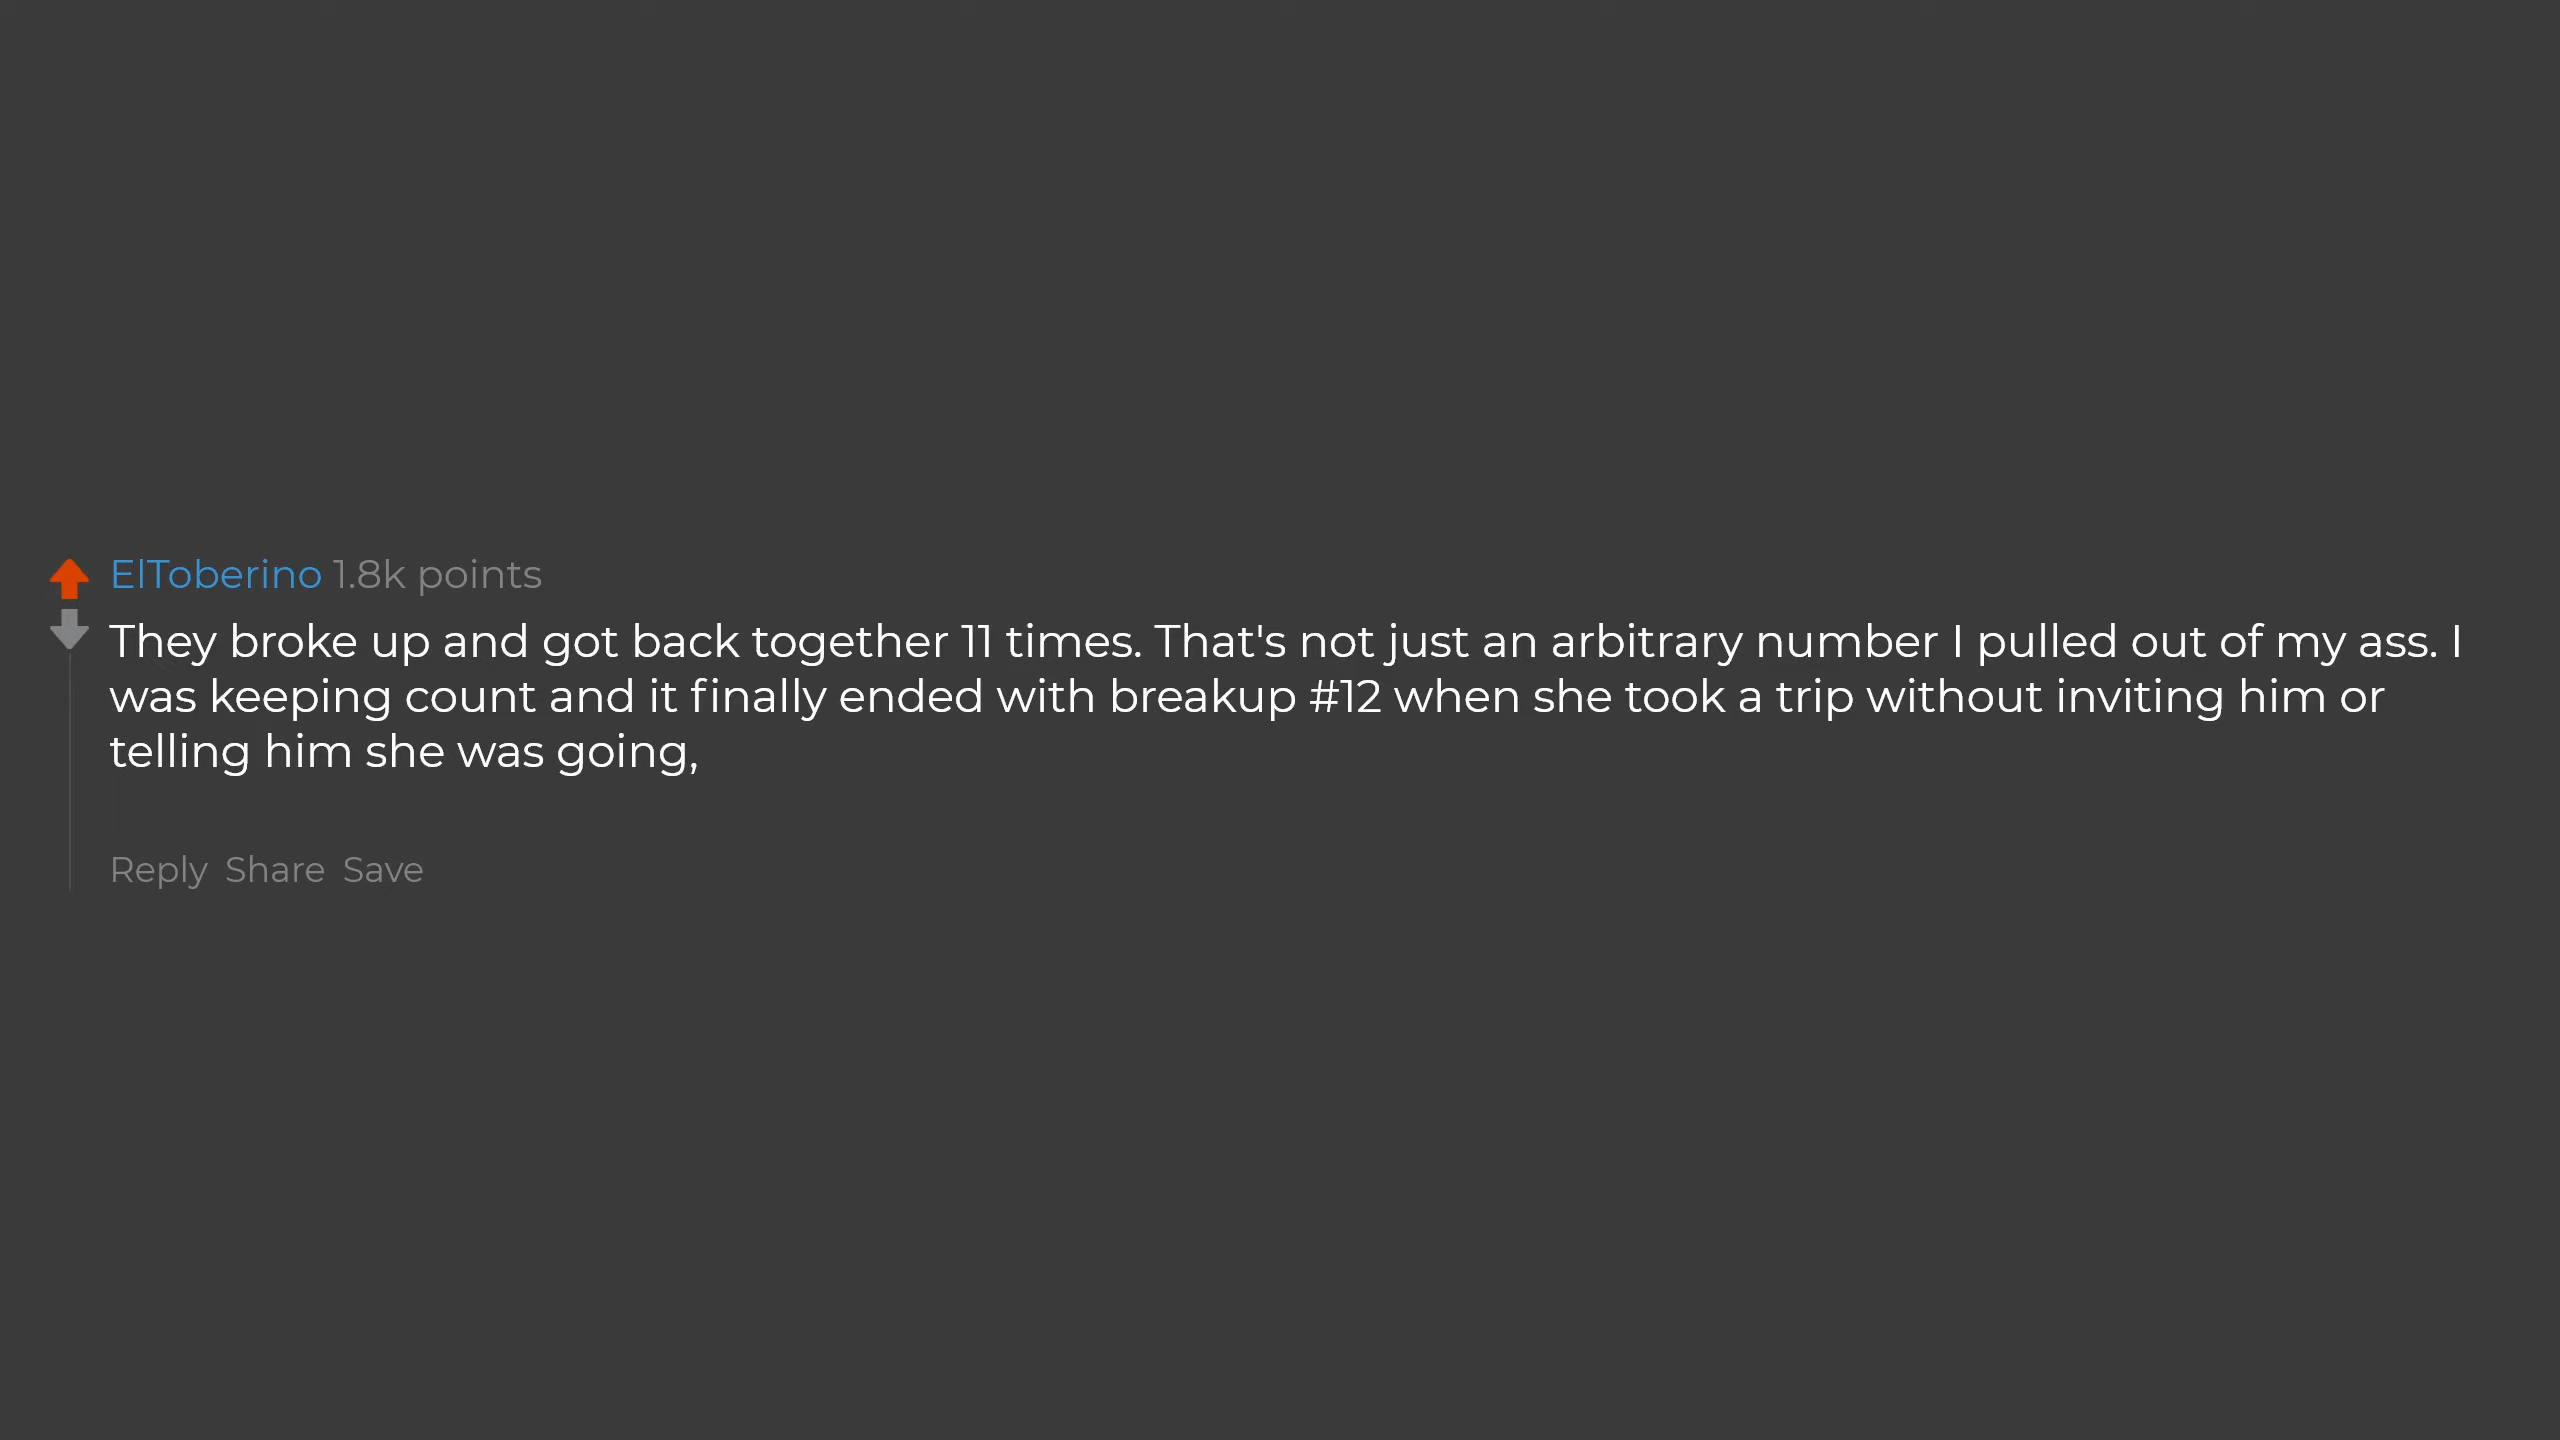 ElToberino 1.8k points
They broke up and got back together 11 times. That's not just an arbitrary number I pulled out of my ass. I
was keeping count and it finally ended with breakup #12 when she took a trip without inviting him or
telling him she was going,
Reply Share Save